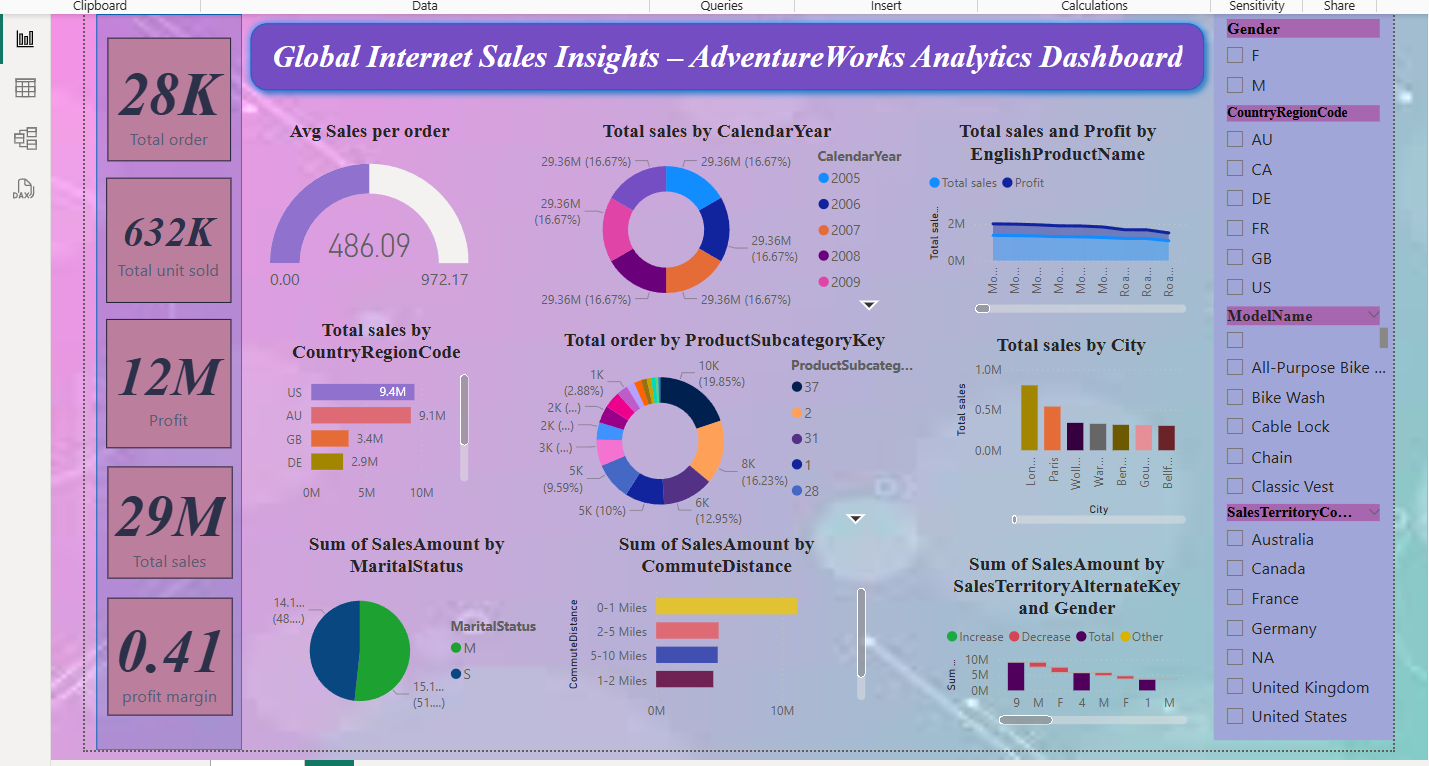 Clipboard
Data
Queries
Insert
Calculations
Sensitivity
Share
DAX
28K
Total order
632K
Total unit sold
12M
Profit
29M
Total sales
0.41
profit margin
Global Internet Sales Insights – AdventureWorks Analytics Dashboard
Avg Sales per order
486.09
0.00
972.17
Total sales by CalendarYear
29.36M (16.67%)
29.36M (16.67%)
29.36M
(16.67%)
29.36M
(16.67%)
29.36M (16.67%)
29.36M (16.67%)
CalendarYear
2005
2006
2007
2008
2009
Total sales and Profit by
EnglishProductName
Total sales
Profit
Total sale...
2M
0M
Mo...
Mo...
Mo...
Mo...
Mo...
Mo...
Roa...
Roa...
Roa...
Total sales by
CountryRegionCode
US
9.4M
AU
9.1M
GB
3.4M
DE
2.9M
0M
5M
10M
Total order by ProductSubcategoryKey
10K
(19.85%)
8K
(16.23%)
6K
(12.95%)
5K (10%)
5K
(9.59%)
3K (...)
2K (...)
2K (...)
1K
(2.88%)
ProductSubcateg...
37
2
31
1
28
Total sales by City
Total sales
1.0M
0.5M
0.0M
Lon...
Paris
Woll...
War...
Ben...
Gou...
Bellf...
City
Sum of SalesAmount by
MaritalStatus
14.1...
(48....)
15.1...
(51....)
MaritalStatus
M
S
Sum of SalesAmount by
CommuteDistance
CommuteDistance
0-1 Miles
2-5 Miles
5-10 Miles
1-2 Miles
0M
10M
Sum of SalesAmount by
SalesTerritoryAlternateKey
and Gender
Increase
Decrease
Total
Other
Sum ...
10M
5M
0M
9
M
F
4
M
F
1
M
Gender
F
M
CountryRegionCode
AU
CA
DE
FR
GB
US
ModelName
All-Purpose Bike ...
Bike Wash
Cable Lock
Chain
Classic Vest
SalesTerritoryCo...
Australia
Canada
France
Germany
NA
United Kingdom
United States